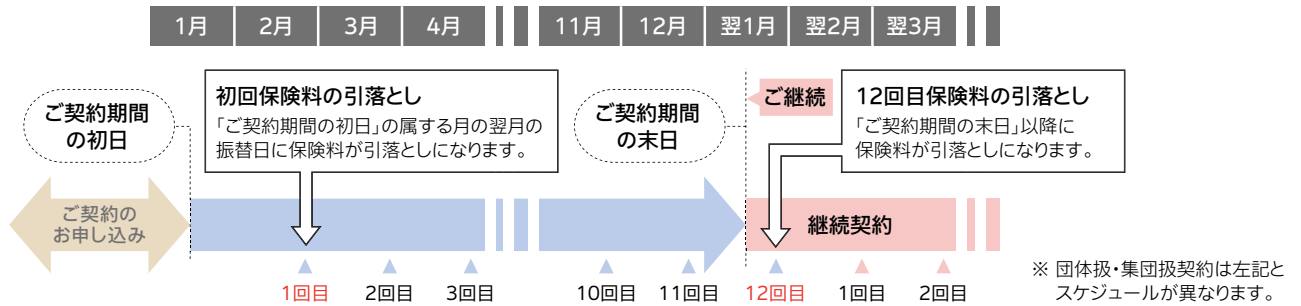 1月 2月 3月 4月 11月 12月 翌1月 翌2月 翌3月
ご契約期間
の初日
初回保険料の引落とし
「ご契約期間の初日」の属する月の翌月の
振替日に保険料が引落としになります。
ご契約期間
の末日
ご継続
12回目保険料の引落とし
「ご契約期間の末日」以降に
保険料が引落としになります。
ご契約の
お申し込み
継続契約
1回目 2回目 3回目 10回目 11回目 12回目 1回目 2回目
※ 団体扱・集団扱契約は左記と
スケジュールが異なります。